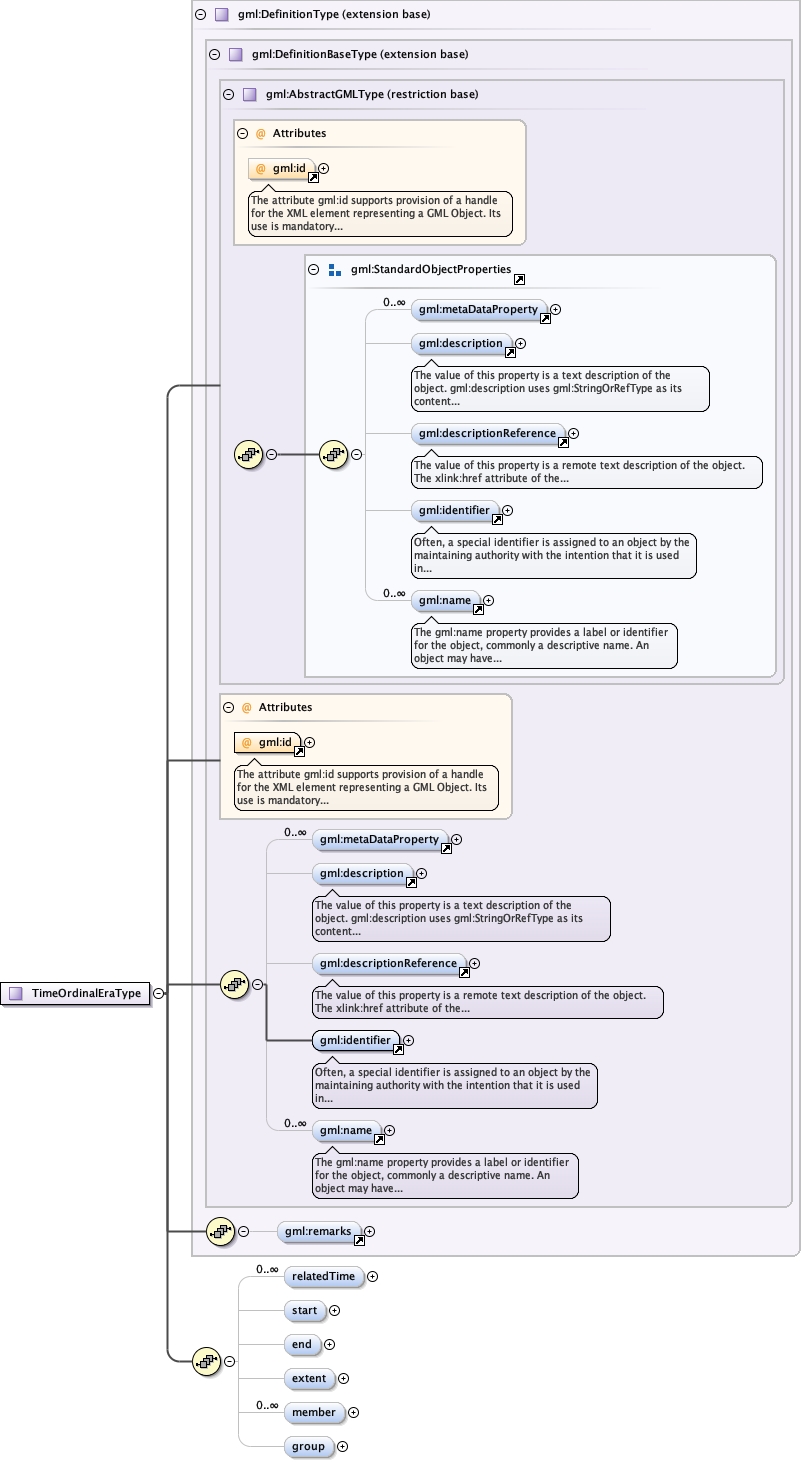 gml:DefinitionType (extension base)
gml:DefinitionBaseType (extension base)
gml:AbstractGMLType (restriction base)
@ Attributes
@ gml:id
The attribute gml:id supports provision of a handle
for the XML element representing a GML Object. Its
use is mandatory...
gml:StandardObjectProperties
0..∞
gml:metaDataProperty
gml:description
The value of this property is a text description of the
object. gml:description uses gml:StringOrRefType as its
content...
gml:descriptionReference
The value of this property is a remote text description of the object.
The xlink:href attribute of the...
gml:identifier
Often, a special identifier is assigned to an object by the
maintaining authority with the intention that it is used
in...
0..∞
gml:name
The gml:name property provides a label or identifier
for the object, commonly a descriptive name. An
object may have...
@ Attributes
@ gml:id
The attribute gml:id supports provision of a handle
for the XML element representing a GML Object. Its
use is mandatory...
0..∞
gml:metaDataProperty
gml:description
The value of this property is a text description of the
object. gml:description uses gml:StringOrRefType as its
content...
gml:descriptionReference
The value of this property is a remote text description of the object.
The xlink:href attribute of the...
TimeOrdinalEraType
gml:identifier
Often, a special identifier is assigned to an object by the
maintaining authority with the intention that it is used
in...
0..∞
gml:name
The gml:name property provides a label or identifier
for the object, commonly a descriptive name. An
object may have...
gml:remarks
0..∞
relatedTime
start
end
extent
0..∞
member
group